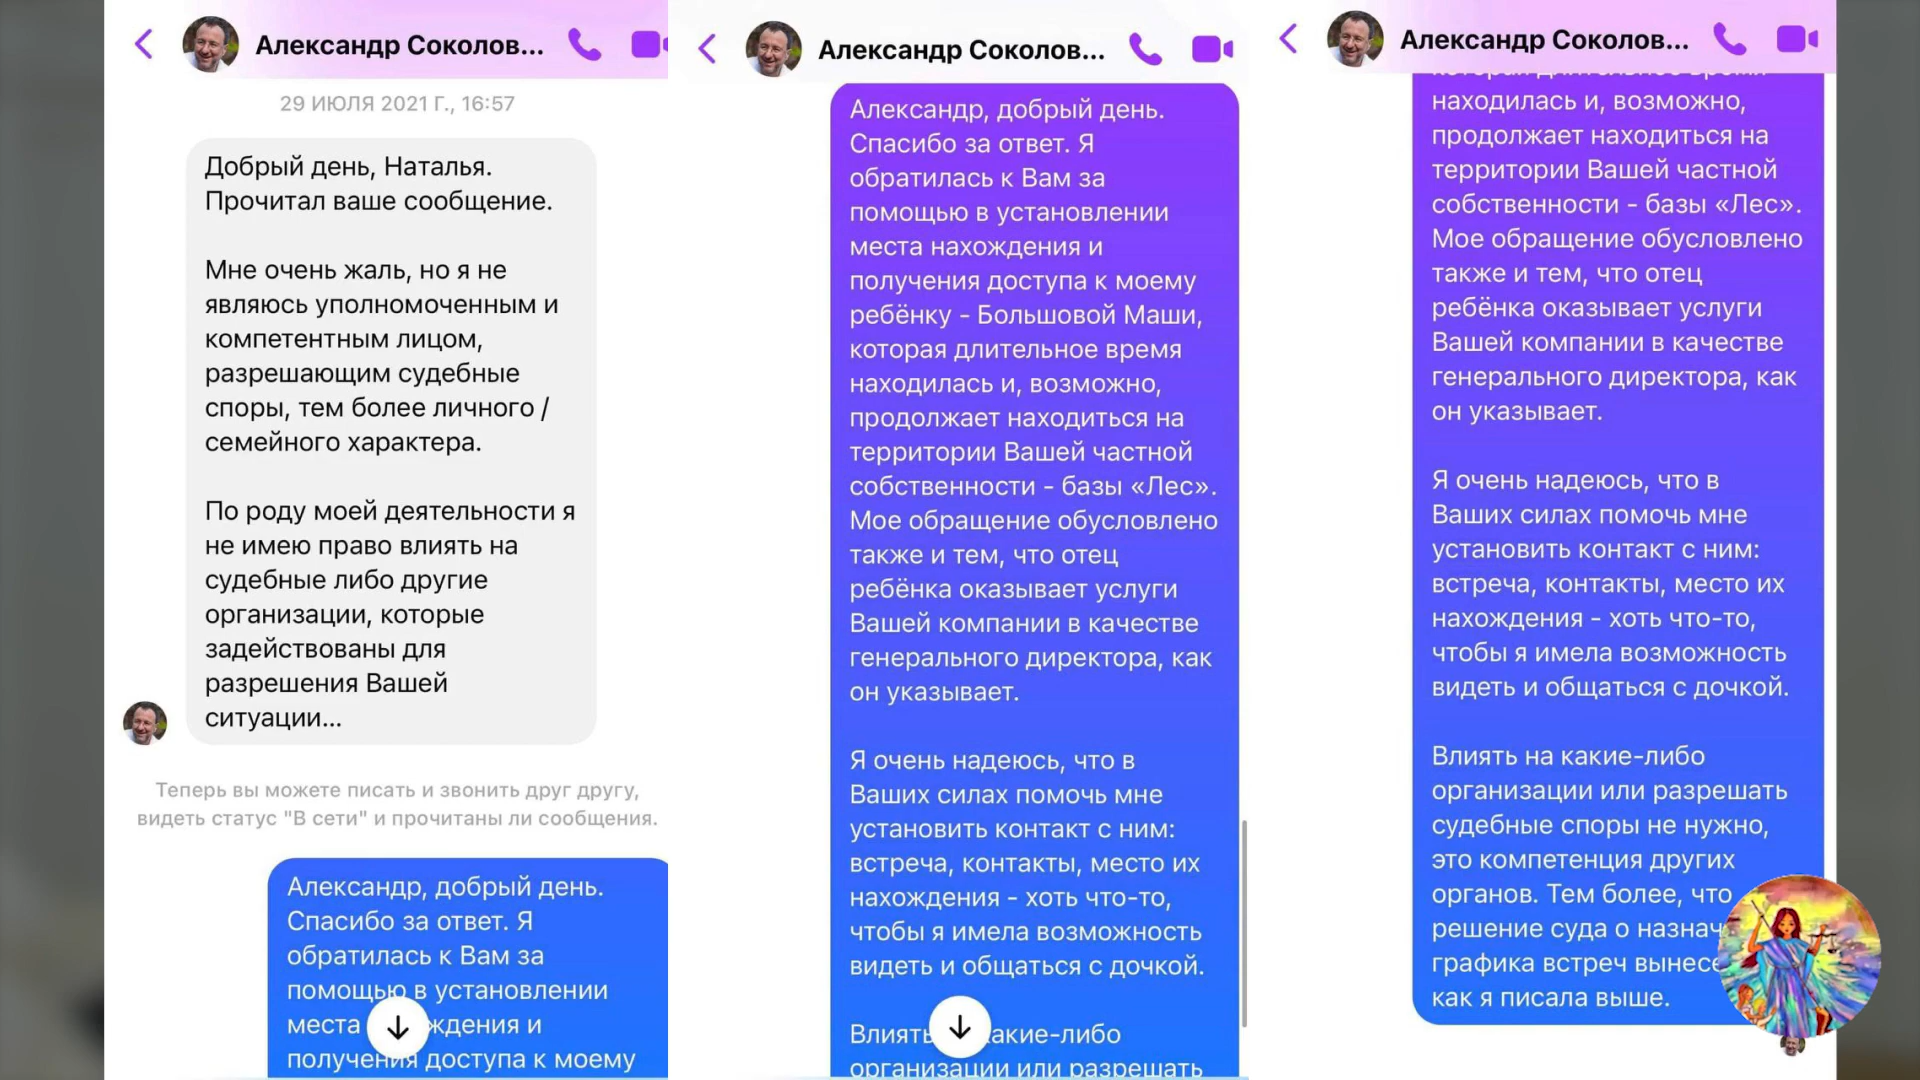 Александр Соколов...
29 ИЮЛЯ 2021 Г., 16:57
Добрый день, Наталья.
Прочитал ваше сообщение.
Мне очень жаль, но я не
являюсь уполномоченным и
компетентным лицом,
разрешающим судебные
споры, тем более личного /
семейного характера.
По роду моей деятельности я
не имею право влиять на
судебные либо другие
организации, которые
задействованы для
разрешения Вашей
ситуации...
Теперь вы можете писать и звонить друг другу,
видеть статус "В сети" и прочитаны ли сообщения.
Александр, добрый день.
Спасибо за ответ. Я
обратилась к Вам за
помощью в установлении
места ждения и
получения доступа к моему
Александр Соколов...
Александр, добрый день.
Спасибо за ответ. Я
обратилась к Вам за
помощью в установлении
места нахождения и
получения доступа к моему
ребёнку - Большовой Маши,
которая длительное время
находилась и, возможно,
продолжает находиться на
территории Вашей частной
собственности - базы «Лес».
Мое обращение обусловлено
также и тем, что отец
ребёнка оказывает услуги
Вашей компании в качестве
генерального директора, как
он указывает.
Я очень надеюсь, что в
Ваших силах помочь мне
установить контакт с ним:
встреча, контакты, место их
нахождения - хоть что-то,
чтобы я имела возможность
видеть и общаться с дочкой.
Влиять акие-либо
организации или разрешать
Александр Соколов...
которая длительное время
находилась и, возможно,
продолжает находиться на
территории Вашей частной
собственности - базы «Лес».
Мое обращение обусловлено
также и тем, что отец
ребёнка оказывает услуги
Вашей компании в качестве
генерального директора, как
он указывает.
Я очень надеюсь, что в
Ваших силах помочь мне
установить контакт с ним:
встреча, контакты, место их
нахождения - хоть что-то,
чтобы я имела возможность
видеть и общаться с дочкой.
Влиять на какие-либо
организации или разрешать
судебные споры не нужно,
это компетенция других
органов. Тем более, что
решение суда о назнач
графика встреч вынесе
как я писала выше.